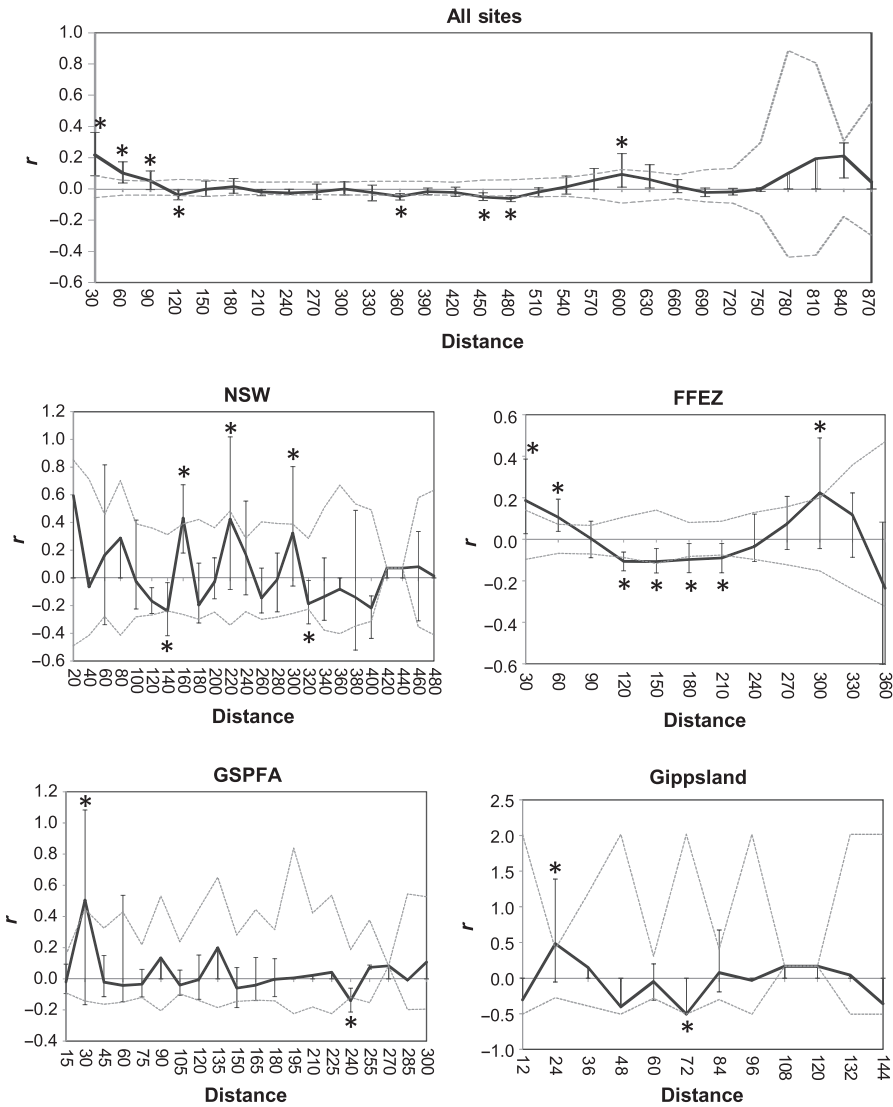 All sites
1.0
0.8
0.6
0.4
0.2
0.0
−0.2
−0.4
−0.6
r
* * * * * * * *
30 60 90 120 150 180 210 240 270 300 330 360 390 420 450 480 510 540 570 600 630 660 690 720 750 780 810 840 870
Distance
NSW
1.2
1.0
0.8
0.6
0.4
0.2
0.0
−0.2
−0.4
−0.6
r
* * * * *
20 40 60 80 100 120 140 160 180 200 220 240 260 280 300 320 340 360 380 400 420 440 460 480
Distance
FFEZ
0.6
0.4
0.2
0.0
−0.2
−0.4
−0.6
r
* * * * * * *
30 60 90 120 150 180 210 240 270 300 330 360
Distance
GSPFA
1.2
1.0
0.8
0.6
0.4
0.2
0.0
−0.2
−0.4
r
* *
15 30 45 60 75 90 105 120 135 150 165 180 195 210 225 240 255 270 285 300
Distance
Gippsland
2.5
2.0
1.5
1.0
0.5
0.0
−0.5
−1.0
r
* *
12 24 36 48 60 72 84 96 108 120 132 144
Distance